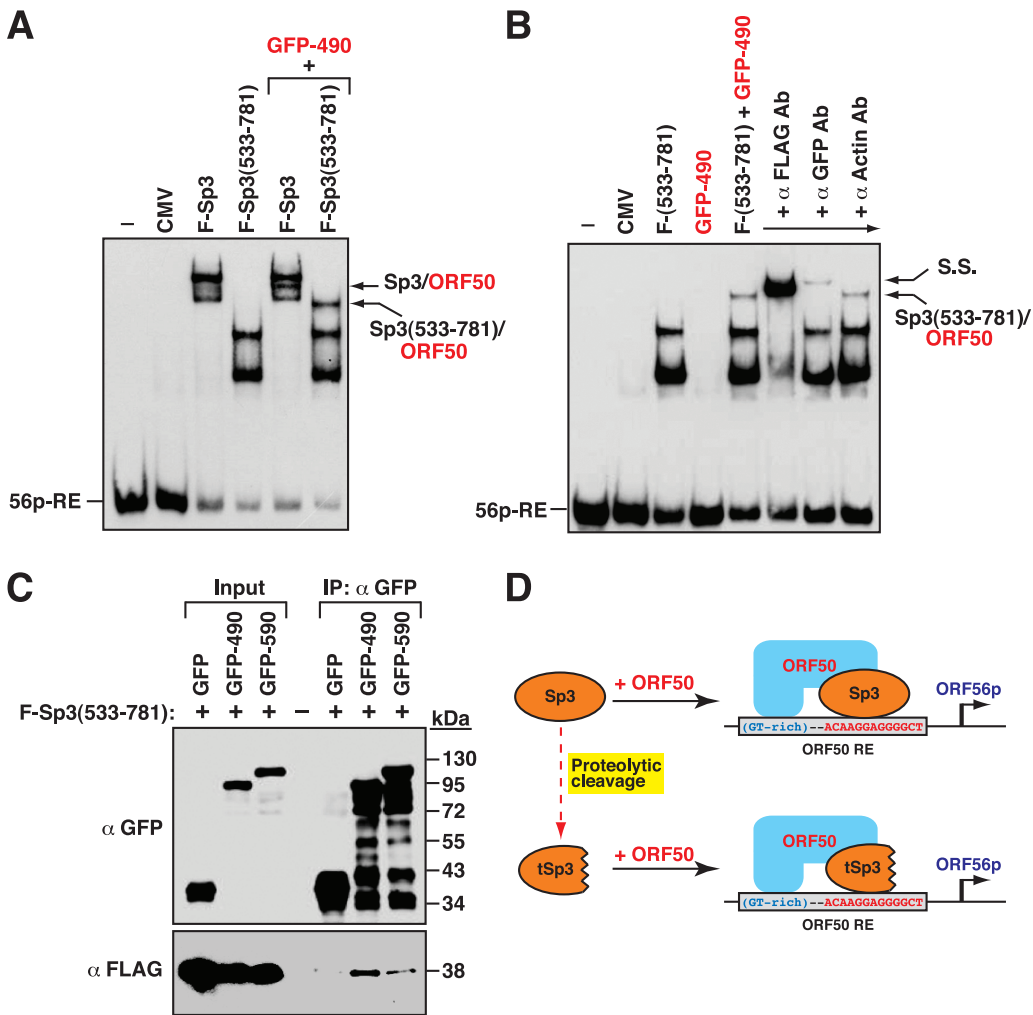 A
GFP-490
+
–
CMV
F-Sp3
F-Sp3(533-781)
F-Sp3
F-Sp3(533-781)
Sp3/ORF50
Sp3(533-781)/
ORF50
56p-RE
B
–
CMV
F-(533-781)
GFP-490
F-(533-781) + GFP-490
+ α FLAG Ab
+ α GFP Ab
+ α Actin Ab
S.S.
Sp3(533-781)/
ORF50
56p-RE
C
Input
IP: α GFP
GFP
GFP-490
GFP-590
GFP
GFP-490
GFP-590
F-Sp3(533-781): + + + – + + + kDa
130
95
72
55
43
34
α GFP
α FLAG
38
D
Sp3
+ ORF50
ORF50
Sp3
ORF56p
(GT-rich)--ACAAGGAGGGGCT
ORF50 RE
Proteolytic
cleavage
tSp3
+ ORF50
ORF50
tSp3
ORF56p
(GT-rich)--ACAAGGAGGGGCT
ORF50 RE